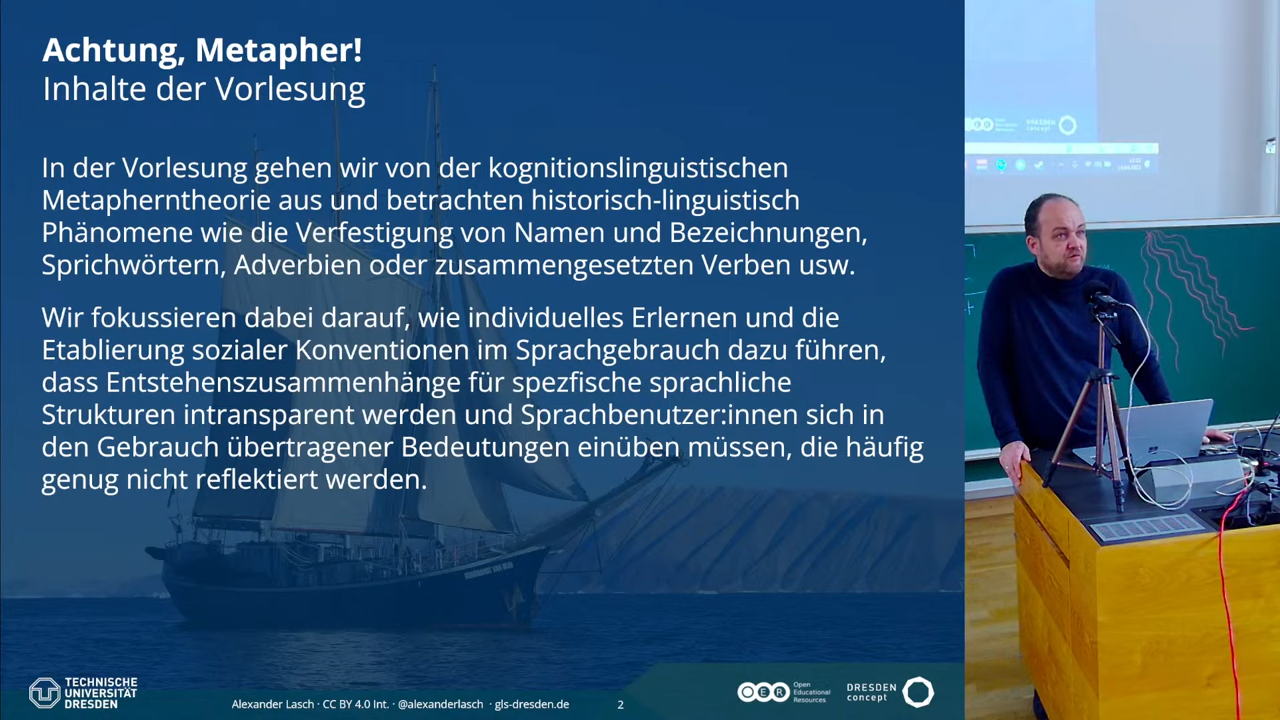 Achtung, Metapher!
Inhalte der Vorlesung
In der Vorlesung gehen wir von der kognitionslinguistischen
Metapherntheorie aus und betrachten historisch-linguistisch
Phänomene wie die Verfestigung von Namen und Bezeichnungen,
Sprichwörtern, Adverbien oder zusammengesetzten Verben usw.
Wir fokussieren dabei darauf, wie individuelles Erlernen und die
Etablierung sozialer Konventionen im Sprachgebrauch dazu führen,
dass Entstehenszusammenhänge für spezfische sprachliche
Strukturen intransparent werden und Sprachbenutzer:innen sich in
den Gebrauch übertragener Bedeutungen einüben müssen, die häufig
genug nicht reflektiert werden.
TECHNISCHE
UNIVERSITÄT
DRESDEN
Alexander Lasch · CC BY 4.0 Int. · @alexanderlasch · gls-dresden.de
2
OER Open
Educational
Resources
DRESDEN
concept
DRESDEN
concept